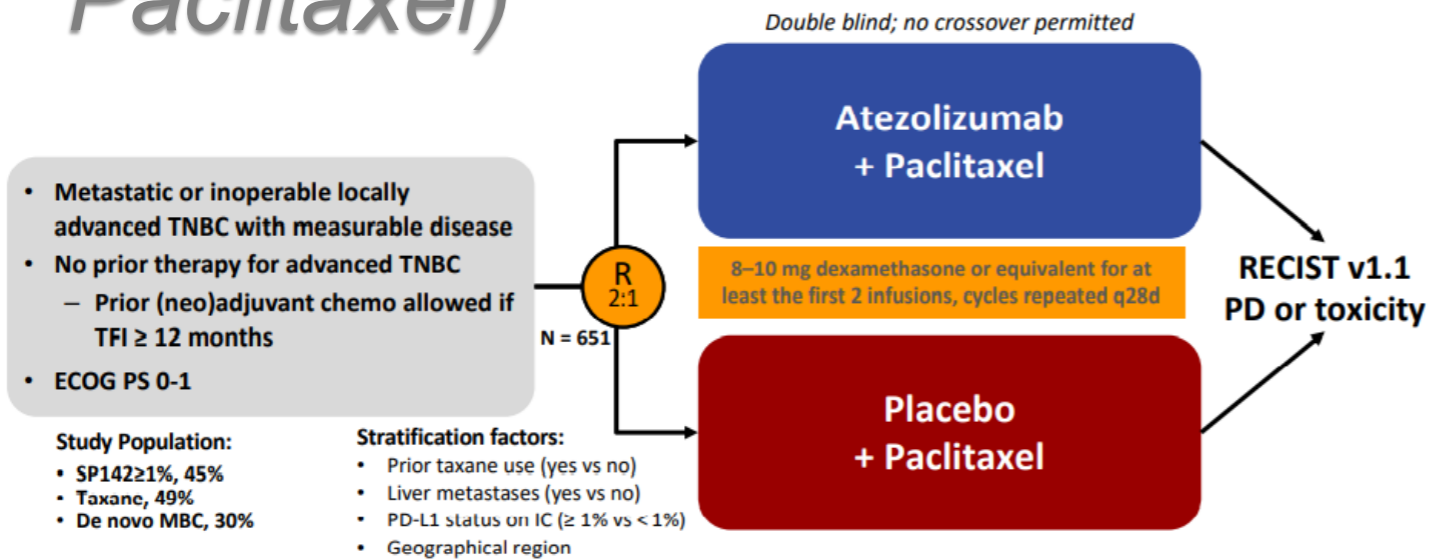 Paclitaxel)
Double blind; no crossover permitted
• Metastatic or inoperable locally
advanced TNBC with measurable disease
• No prior therapy for advanced TNBC
– Prior (neo)adjuvant chemo allowed if
TFI ≥ 12 months
• ECOG PS 0-1
R
2:1
N = 651
Atezolizumab
+ Paclitaxel
8–10 mg dexamethasone or equivalent for at
least the first 2 infusions, cycles repeated q28d
Placebo
+ Paclitaxel
RECIST v1.1
PD or toxicity
Study Population:
• SP142≥1%, 45%
• Taxane, 49%
• De novo MBC, 30%
Stratification factors:
• Prior taxane use (yes vs no)
• Liver metastases (yes vs no)
• PD-L1 status on IC (≥ 1% vs < 1%)
• Geographical region